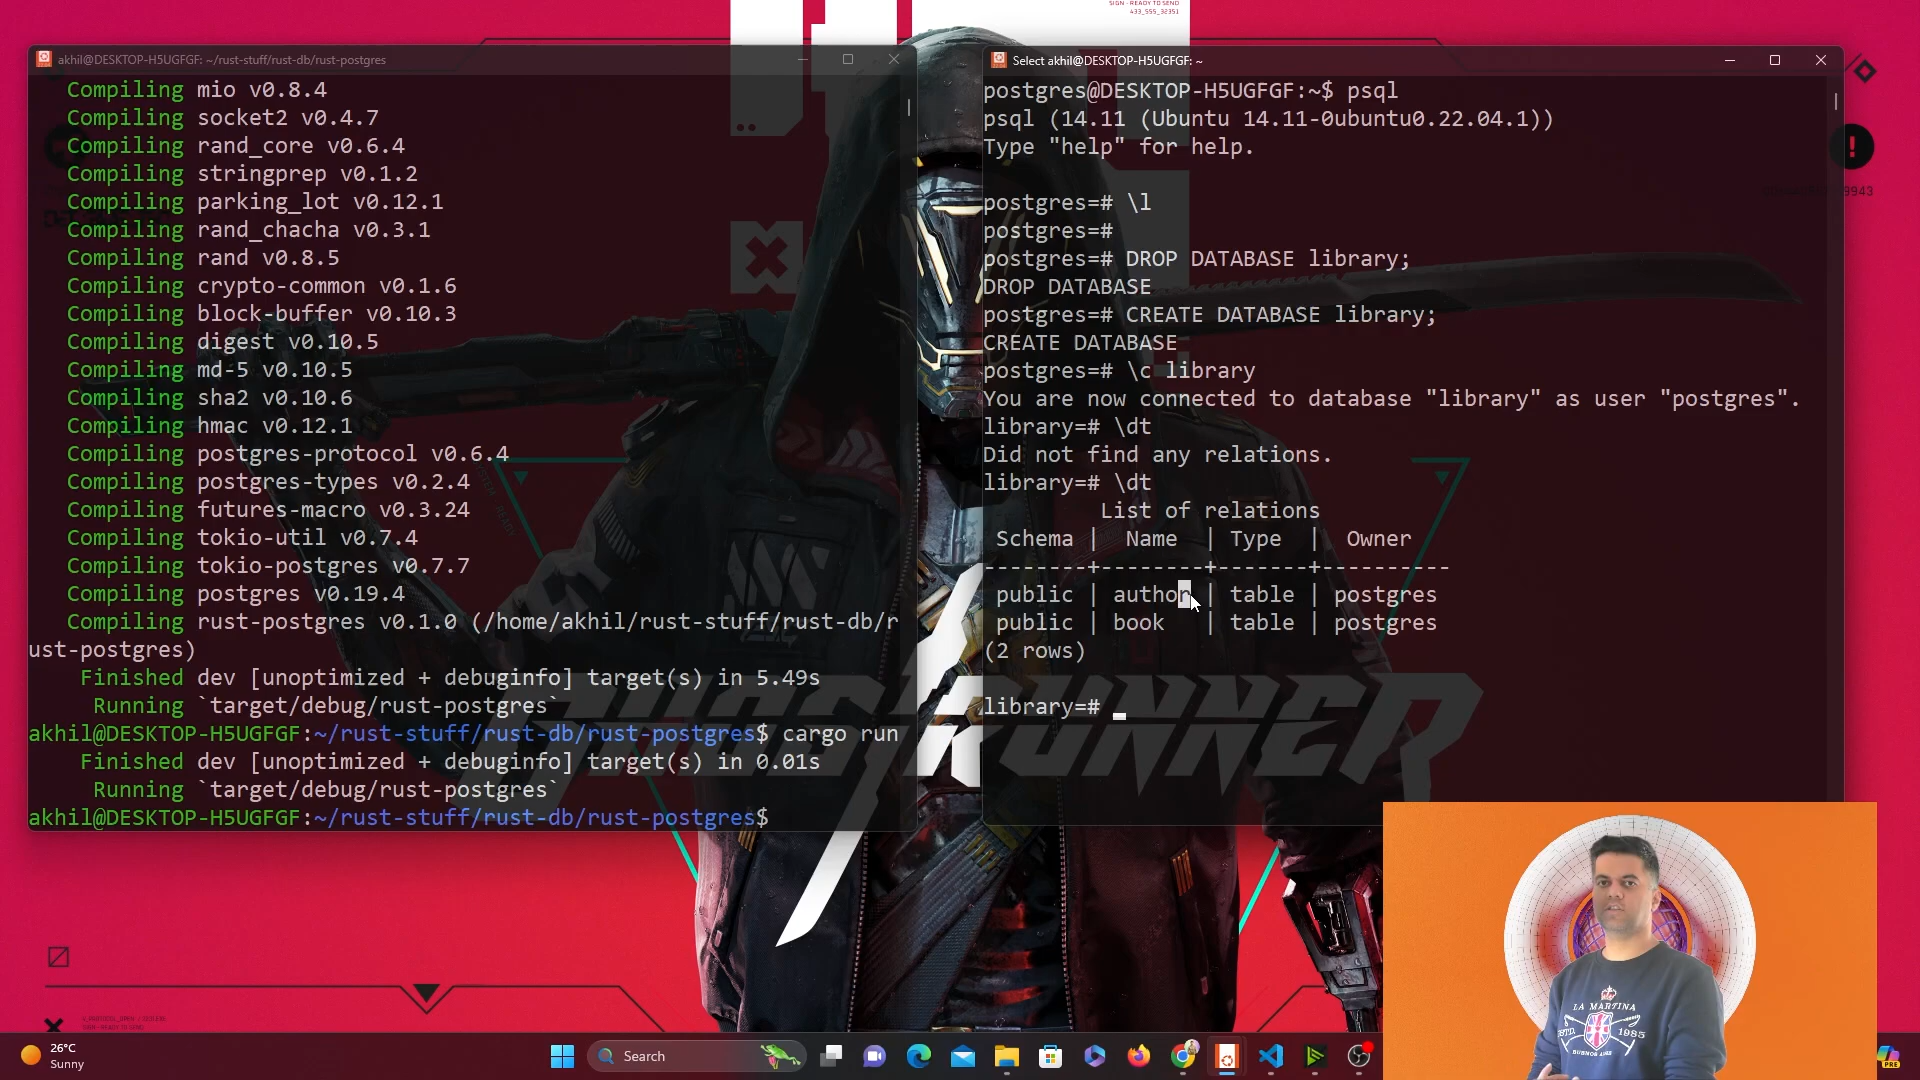 SIGN - READY TO SEND
433_555_32351
akhil@DESKTOP-H5UGFGF: ~/rust-stuff/rust-db/rust-postgres
Compiling mio v0.8.4
Compiling socket2 v0.4.7
Compiling rand_core v0.6.4
Compiling stringprep v0.1.2
Compiling parking_lot v0.12.1
Compiling rand_chacha v0.3.1
Compiling rand v0.8.5
Compiling crypto-common v0.1.6
Compiling block-buffer v0.10.3
Compiling digest v0.10.5
Compiling md-5 v0.10.5
Compiling sha2 v0.10.6
Compiling hmac v0.12.1
Compiling postgres-protocol v0.6.4
Compiling postgres-types v0.2.4
Compiling futures-macro v0.3.24
Compiling tokio-util v0.7.4
Compiling tokio-postgres v0.7.7
Compiling postgres v0.19.4
Compiling rust-postgres v0.1.0 (/home/akhil/rust-stuff/rust-db/r
ust-postgres)
Finished dev [unoptimized + debuginfo] target(s) in 5.49s
Running `target/debug/rust-postgres`
akhil@DESKTOP-H5UGFGF:~/rust-stuff/rust-db/rust-postgres$ cargo run
Finished dev [unoptimized + debuginfo] target(s) in 0.01s
Running `target/debug/rust-postgres`
akhil@DESKTOP-H5UGFGF:~/rust-stuff/rust-db/rust-postgres$
Select akhil@DESKTOP-H5UGFGF: ~
postgres@DESKTOP-H5UGFGF:~$ psql
psql (14.11 (Ubuntu 14.11-0ubuntu0.22.04.1))
Type "help" for help.
postgres=# \l
postgres=#
postgres=# DROP DATABASE library;
DROP DATABASE
postgres=# CREATE DATABASE library;
CREATE DATABASE
postgres=# \c library
You are now connected to database "library" as user "postgres".
library=# \dt
Did not find any relations.
library=# \dt
List of relations
Schema | Name | Type | Owner
--------+--------+-------+----------
public | author | table | postgres
public | book | table | postgres
(2 rows)
library=#
LA MARTINA
1985
BUENOS AIRES
26°C
Sunny
Search
PRE